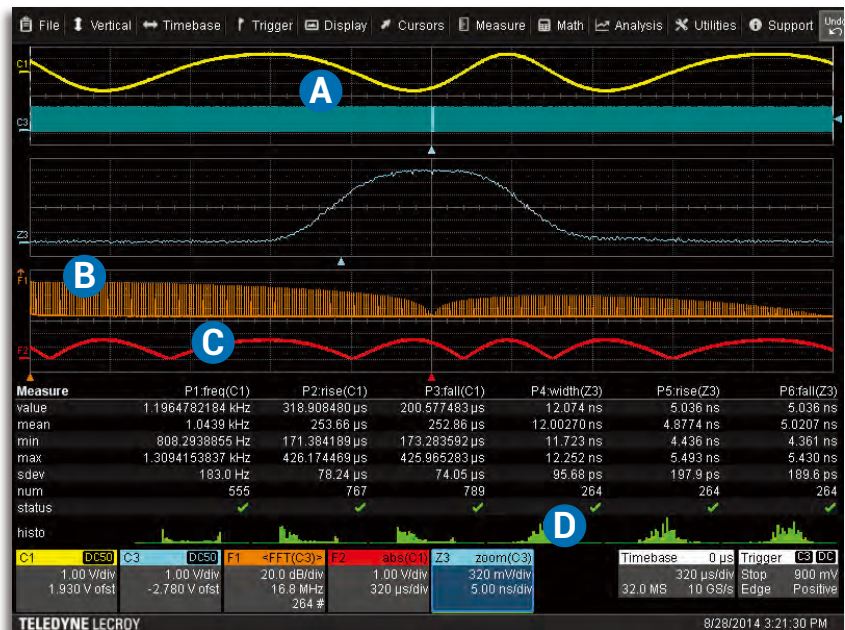 File Vertical Timebase Trigger Display Cursors Measure Math Analysis Utilities Support Undo
C1
A
C3
Z3
B
F1
C
F2
Measure P1:freq(C1) P2:rise(C1) P3:fall(C1) P4:width(Z3) P5:rise(Z3) P6:fall(Z3)
value 1.1964782184 kHz 318.908480 µs 200.577483 µs 12.074 ns 5.036 ns 5.036 ns
mean 1.0439 kHz 253.66 µs 252.86 µs 12.00270 ns 4.8774 ns 5.0207 ns
min 808.2938855 Hz 171.384189 µs 173.283592 µs 11.723 ns 4.436 ns 4.361 ns
max 1.3094153837 kHz 426.174469 µs 425.965283 µs 12.252 ns 5.493 ns 5.430 ns
sdev 183.0 Hz 78.24 µs 74.05 µs 95.68 ps 197.9 ps 189.6 ps
num 555 767 789 264 264 264
status
histo D
C1 DC50 C3 DC50 F1 <FFT(C3)> F2 abs(C1) Z3 zoom(C3) Timebase 0 µs Trigger C3 DC
1.00 V/div 1.00 V/div 20.0 dB/div 1.00 V/div 320 mV/div 320 µs/div Stop 900 mV
1.930 V ofst -2.780 V ofst 16.8 MHz 320 µs/div 5.00 ns/div 32.0 MS 10 GS/s Edge Positive
264 #
TELEDYNE LECROY 8/28/2014 3:21:30 PM